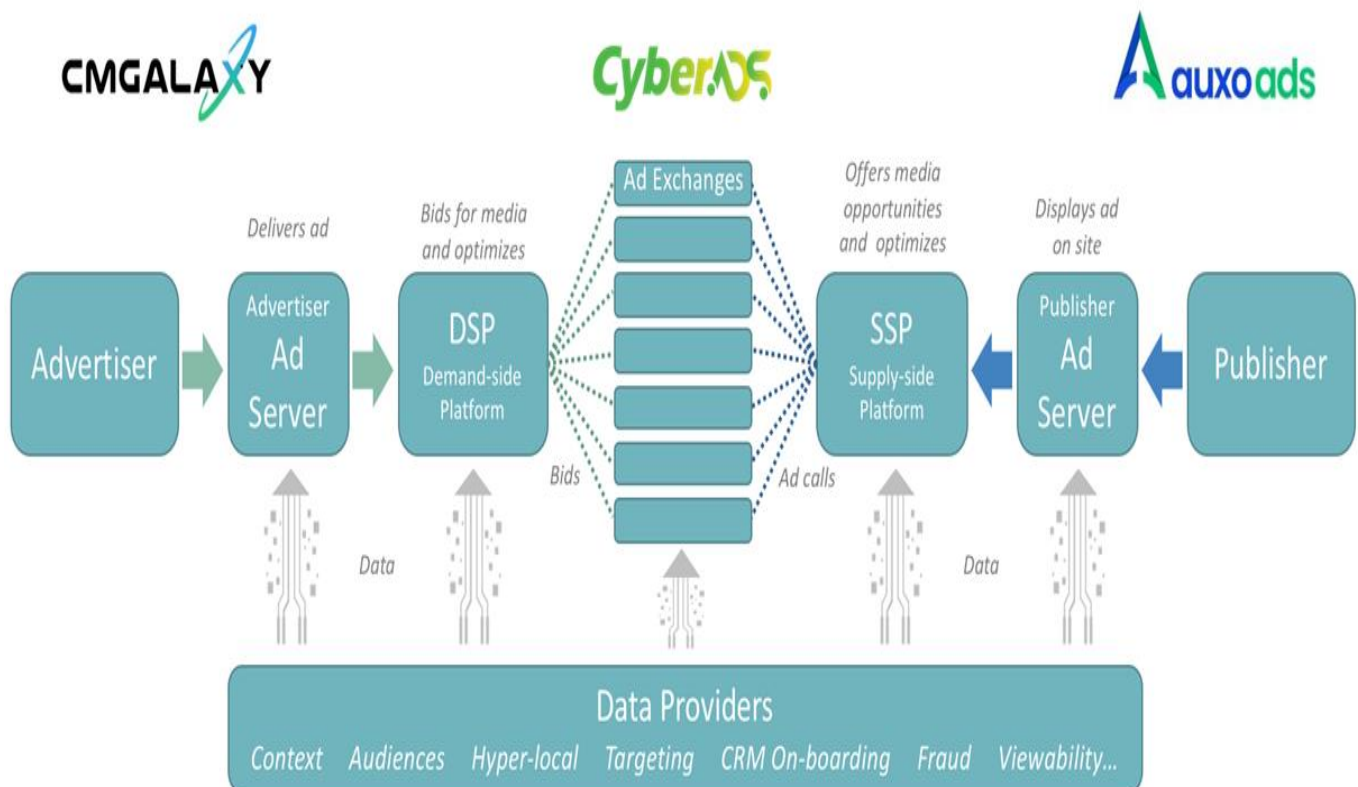 CMGALAXY
CyberADS
auxo ads
Delivers ad
Bids for media
and optimizes
Ad Exchanges
Offers media
opportunities
and optimizes
Displays ad
on site
Advertiser
Advertiser
Ad
Server
DSP
Demand-side
Platform
SSP
Supply-side
Platform
Publisher
Ad
Server
Publisher
Bids
Ad calls
Data
Data
Data Providers
Context Audiences Hyper-local Targeting CRM On-boarding Fraud Viewability...